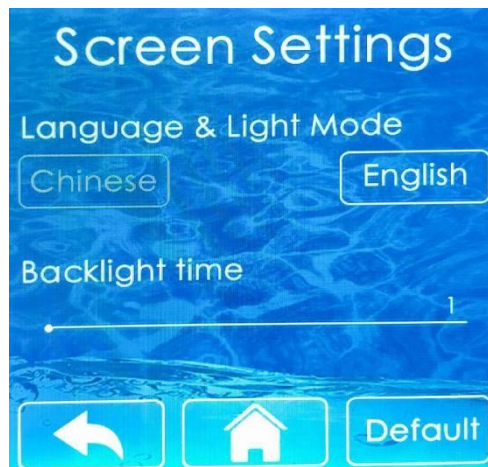 Screen Settings
Language & Light Mode
Chinese English
Backlight time
1
Default